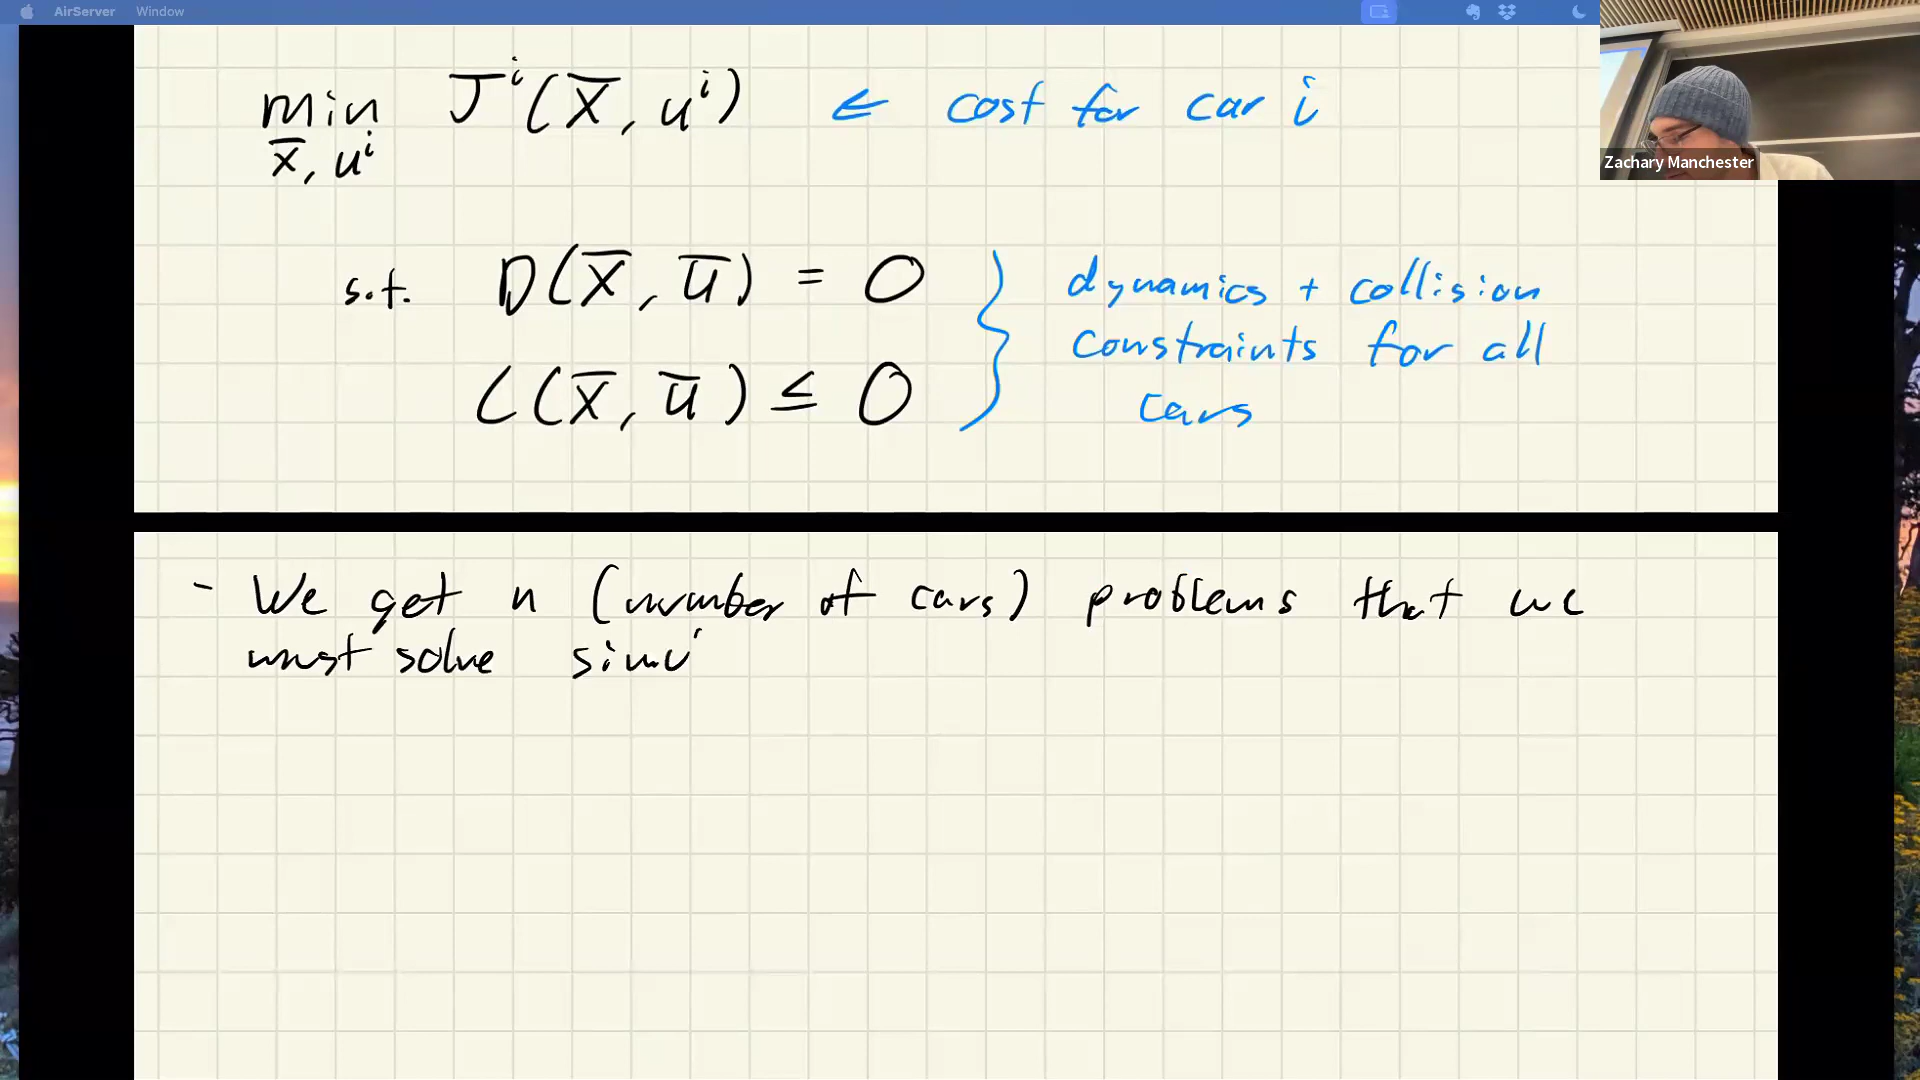 AirServer Window
min J^i(x̄, u^i) ← cost for car i
x̄, u^i
Zachary Manchester
s.t. D(x̄, ū) = 0 } dynamics + collision
constraints for all
C(x̄, ū) ≤ 0
cars
- We get n (number of cars) problems that we
must solve simu